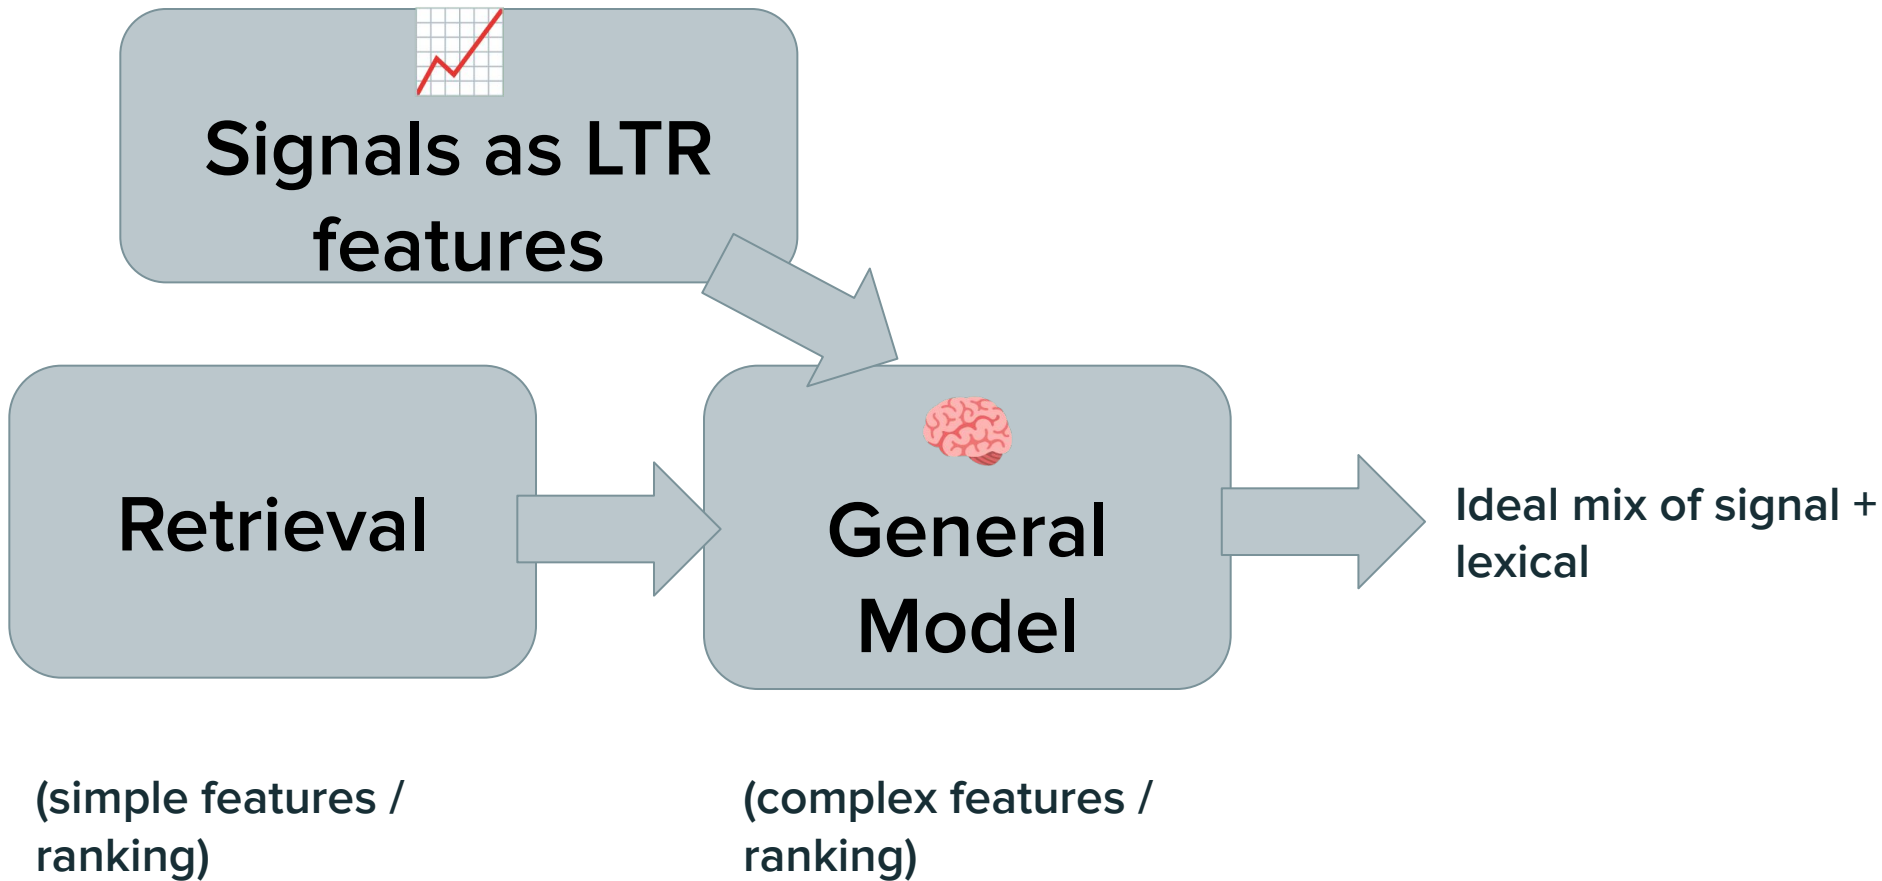 Signals as LTR
features
Retrieval
General
Model
Ideal mix of signal +
lexical
(simple features /
ranking)
(complex features /
ranking)